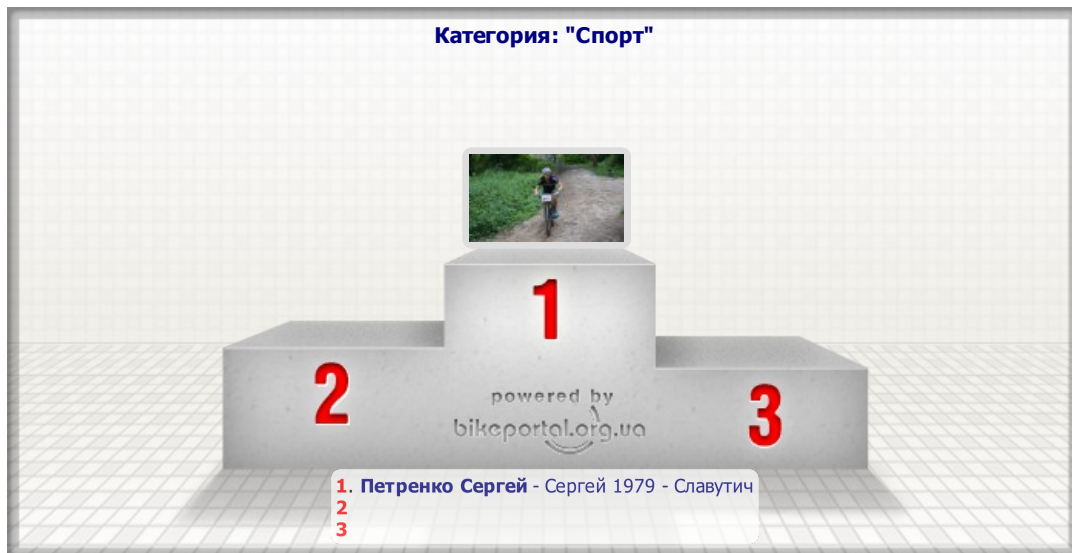 Категория: "Спорт"
1
2
3
powered by
bikeportal.org.ua
1. Петренко Сергей - Сергей 1979 - Славутич
2
3